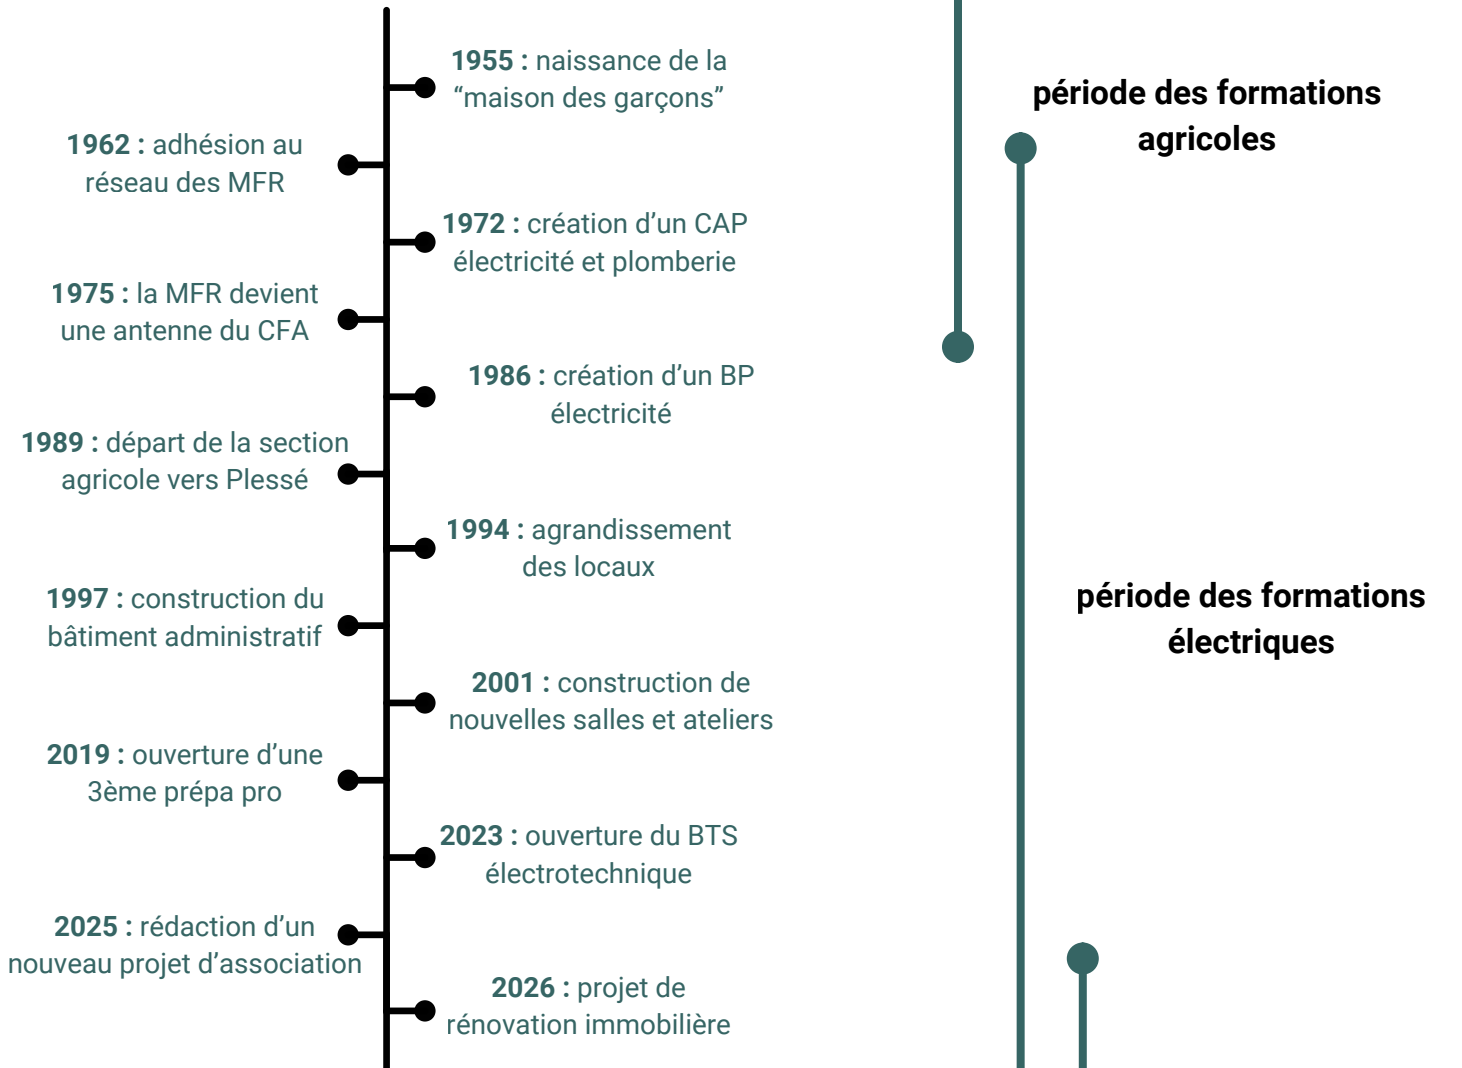 1955 : naissance de la
“maison des garçons”
1962 : adhésion au
réseau des MFR
1972 : création d’un CAP
électricité et plomberie
1975 : la MFR devient
une antenne du CFA
1986 : création d’un BP
électricité
1989 : départ de la section
agricole vers Plessé
1994 : agrandissement
des locaux
1997 : construction du
bâtiment administratif
2001 : construction de
nouvelles salles et ateliers
2019 : ouverture d’une
3ème prépa pro
2023 : ouverture du BTS
électrotechnique
2025 : rédaction d’un
nouveau projet d’association
2026 : projet de
rénovation immobilière
période des formations
agricoles
période des formations
électriques